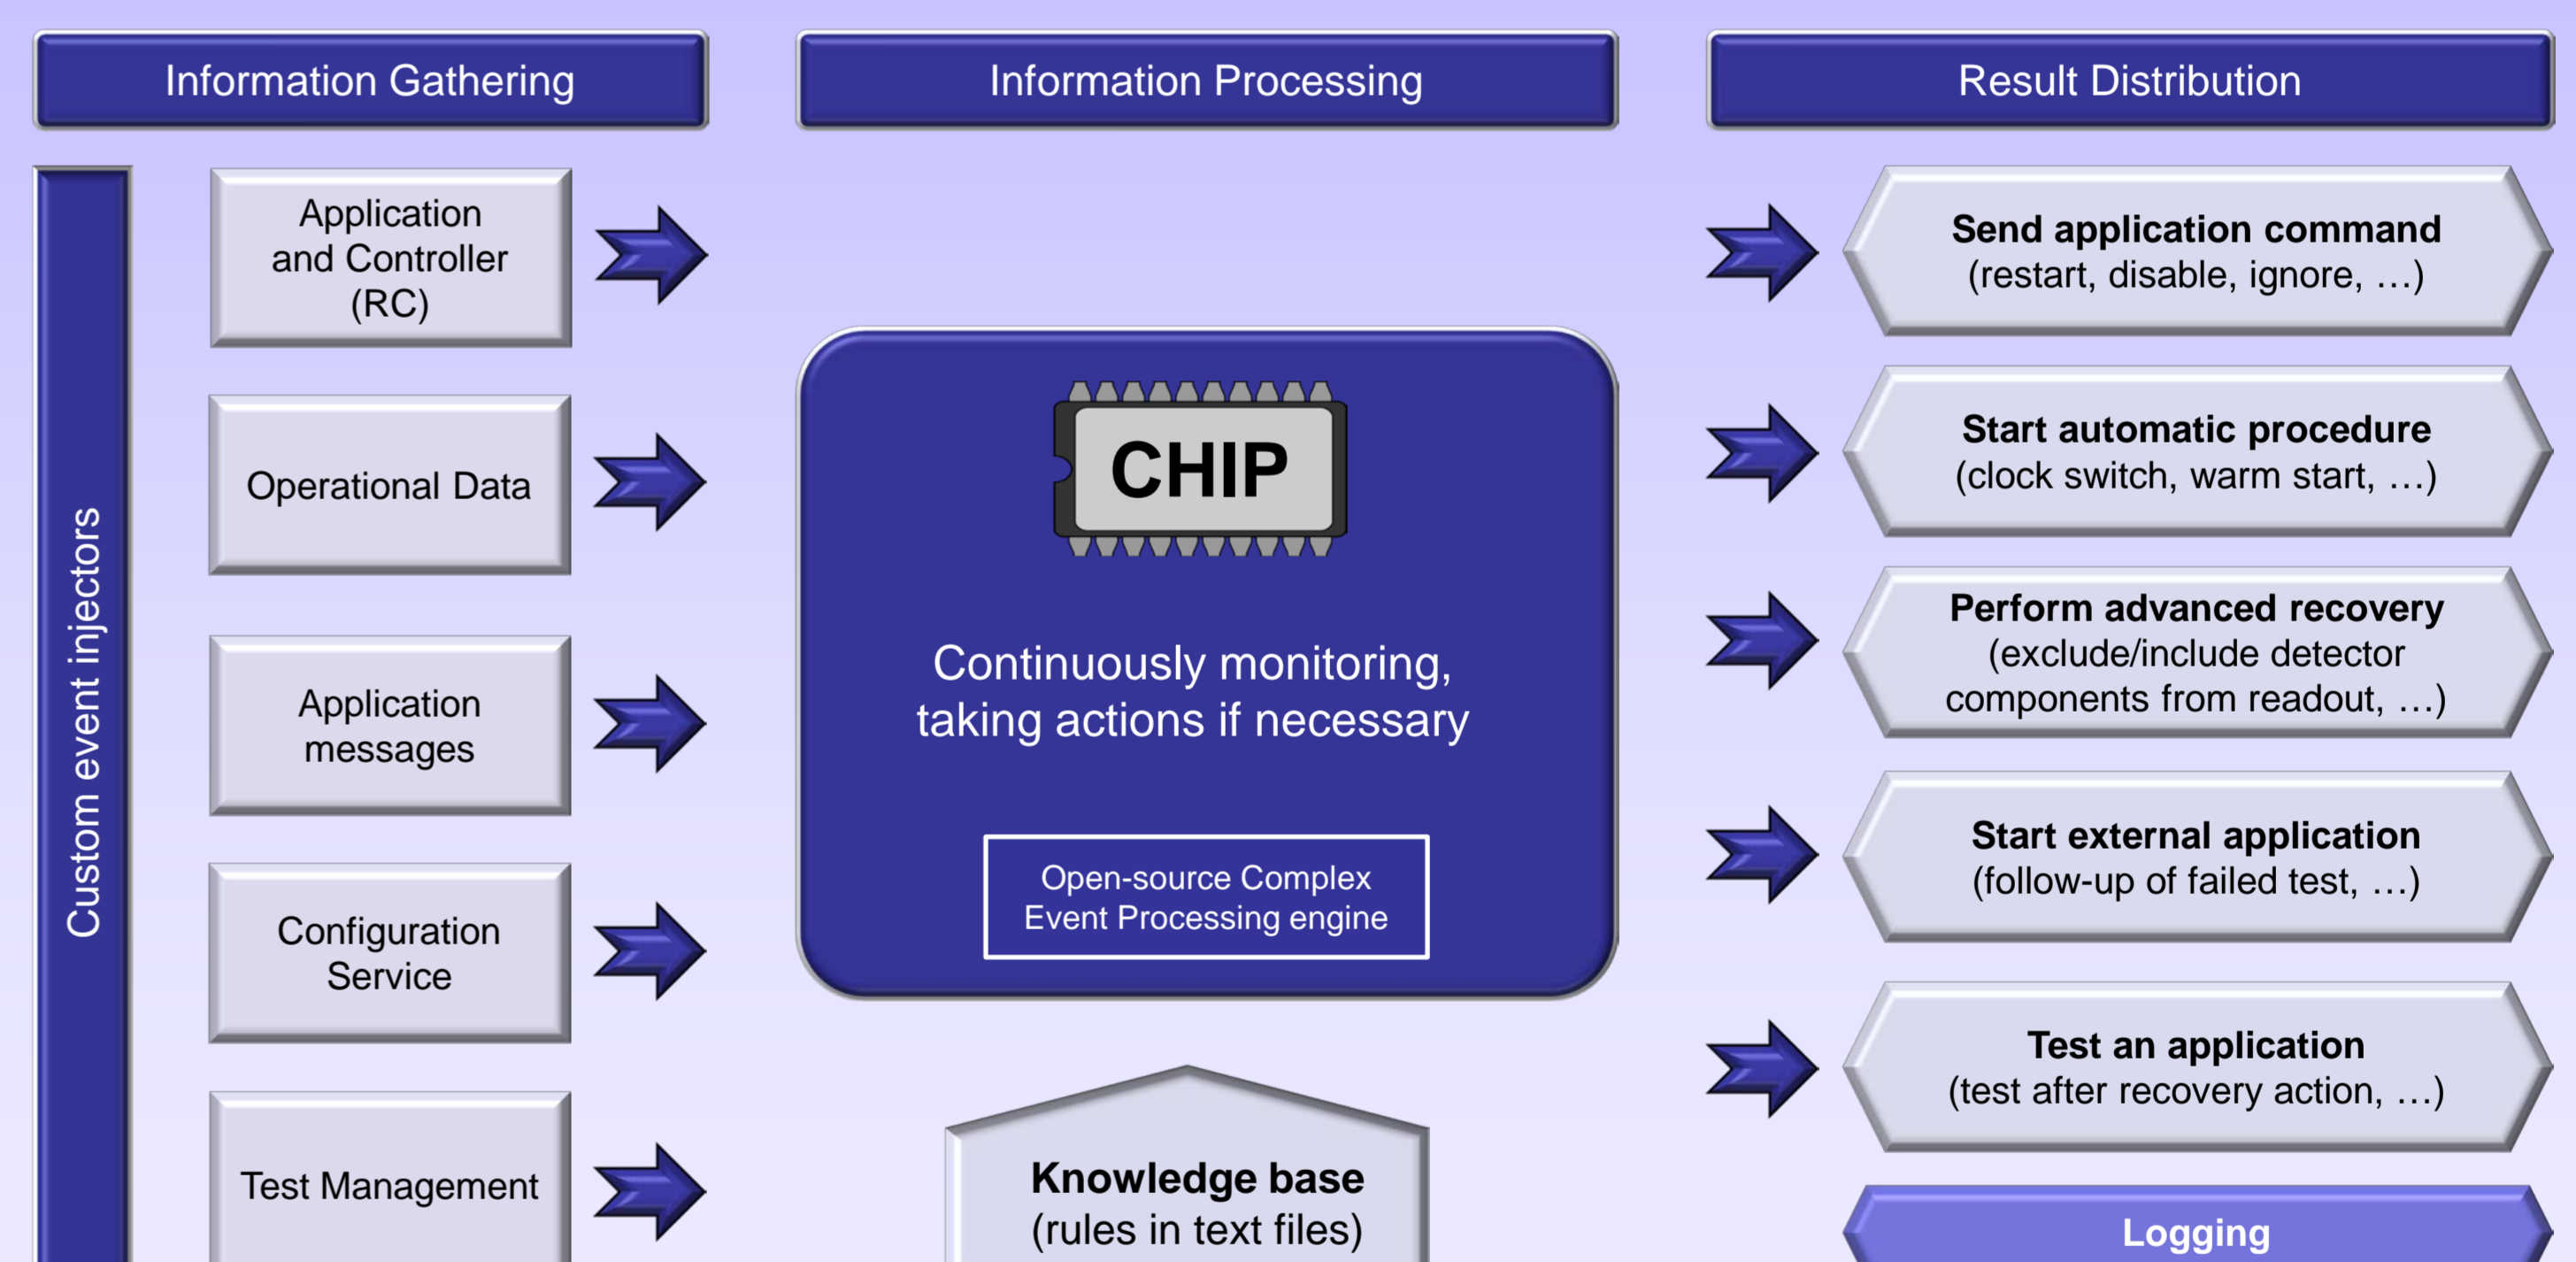 Information Gathering
Information Processing
Result Distribution
Custom event injectors
Application
and Controller
(RC)
Operational Data
Application
messages
Configuration
Service
Test Management
CHIP
Continuously monitoring,
taking actions if necessary
Open-source Complex
Event Processing engine
Knowledge base
(rules in text files)
Send application command
(restart, disable, ignore, …)
Start automatic procedure
(clock switch, warm start, …)
Perform advanced recovery
(exclude/include detector
components from readout, …)
Start external application
(follow-up of failed test, …)
Test an application
(test after recovery action, …)
Logging